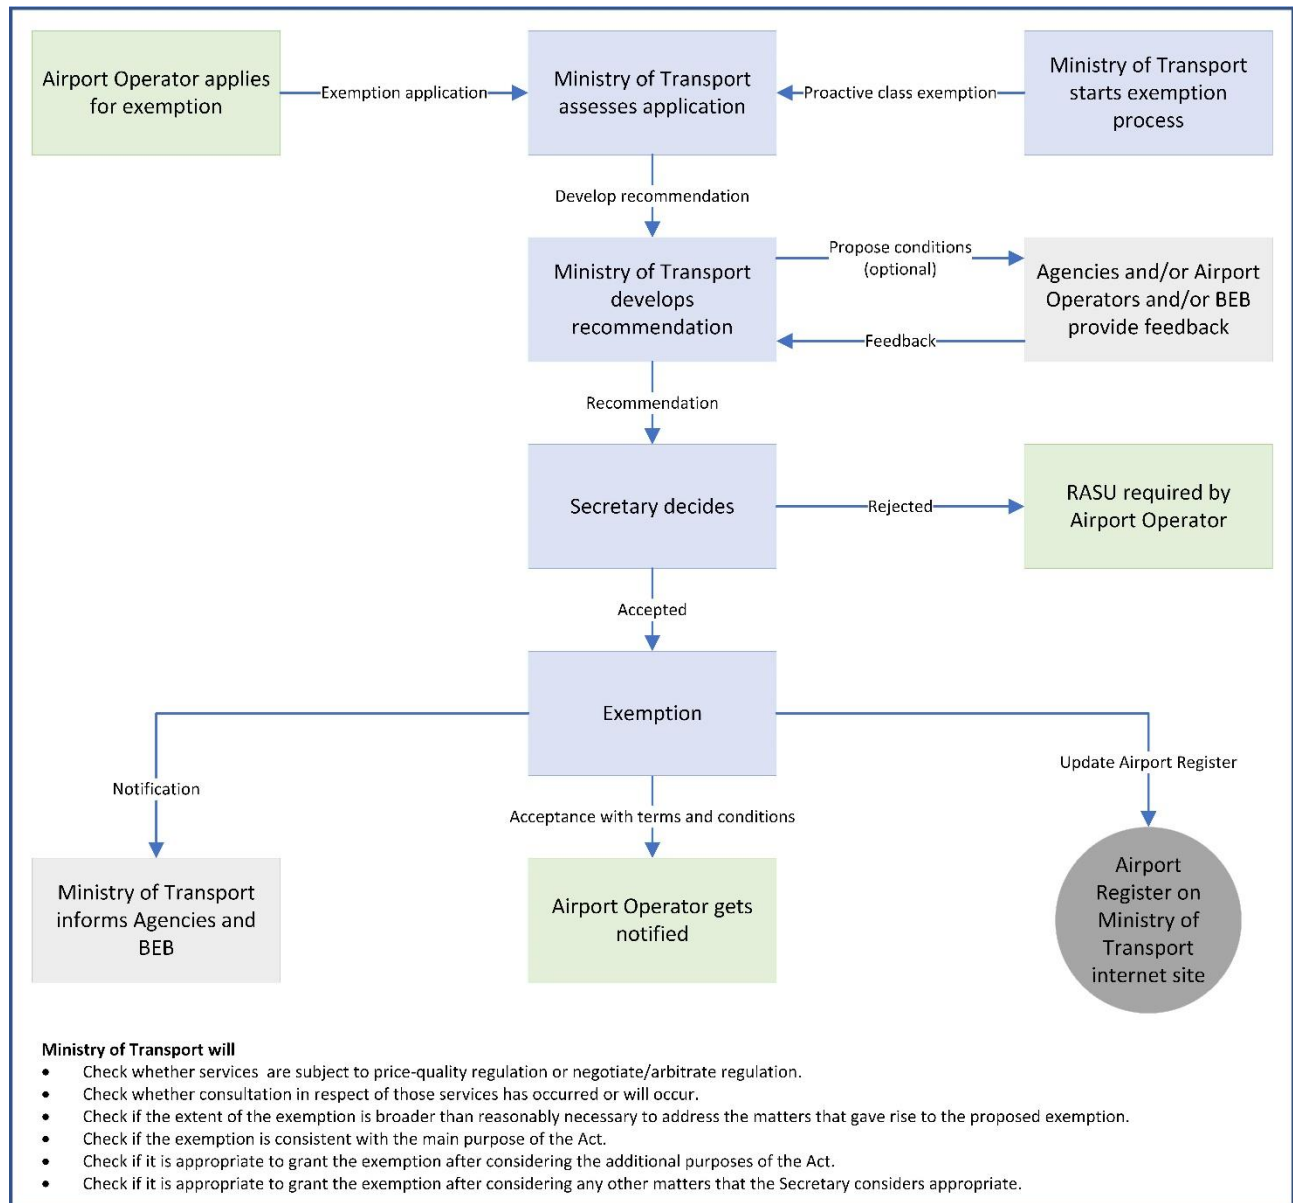 Airport Operator applies
for exemption
Exemption application
Ministry of Transport
assesses application
Proactive class exemption
Ministry of Transport
starts exemption
process
Develop recommendation
Ministry of Transport
develops
recommendation
Propose conditions
(optional)
Feedback
Agencies and/or Airport
Operators and/or BEB
provide feedback
Recommendation
Secretary decides
Rejected
RASU required by
Airport Operator
Accepted
Exemption
Notification
Acceptance with terms and conditions
Update Airport Register
Ministry of Transport
informs Agencies and
BEB
Airport Operator gets
notified
Airport
Register on
Ministry of
Transport
internet site
Ministry of Transport will
• Check whether services are subject to price-quality regulation or negotiate/arbitrate regulation.
• Check whether consultation in respect of those services has occurred or will occur.
• Check if the extent of the exemption is broader than reasonably necessary to address the matters that gave rise to the proposed exemption.
• Check if the exemption is consistent with the main purpose of the Act.
• Check if it is appropriate to grant the exemption after considering the additional purposes of the Act.
• Check if it is appropriate to grant the exemption after considering any other matters that the Secretary considers appropriate.